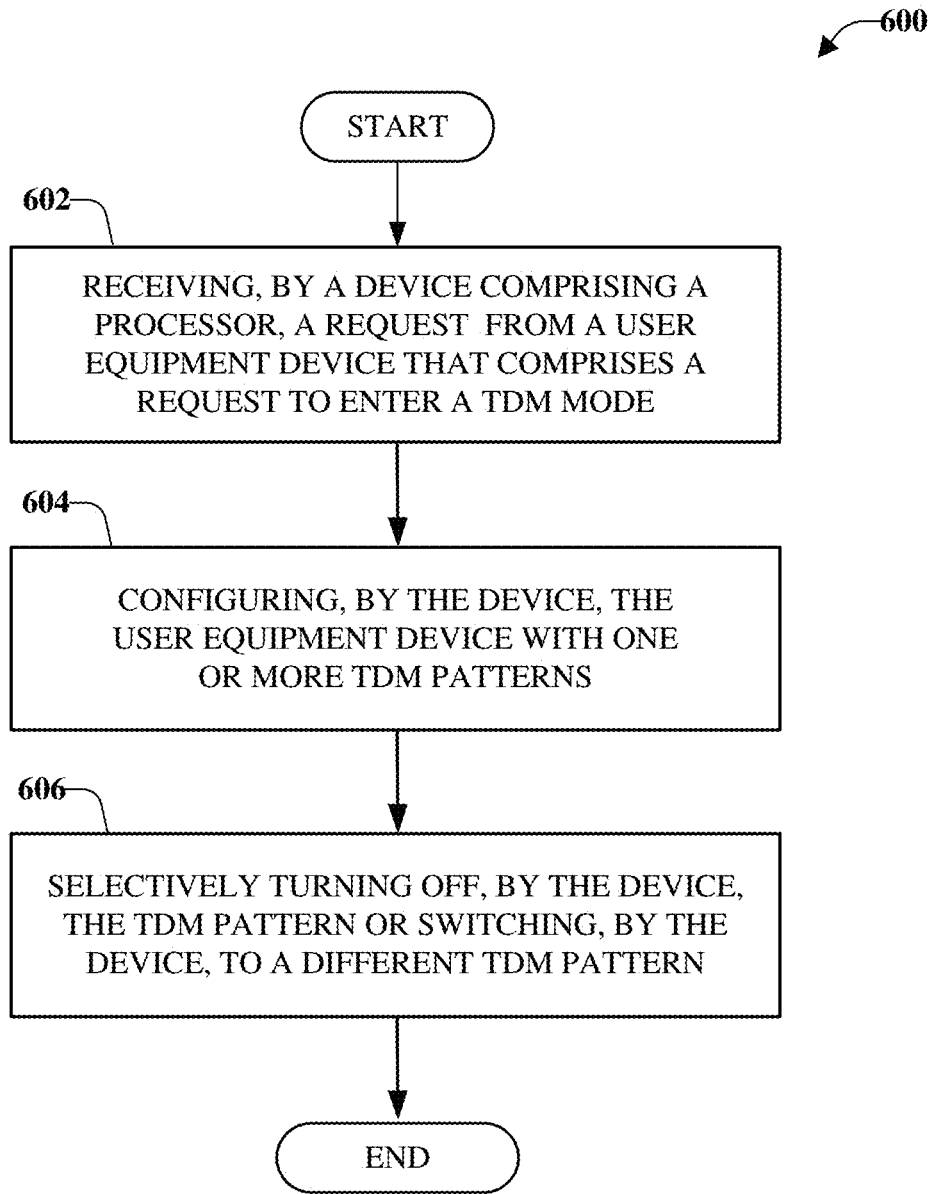 600
START
602
RECEIVING, BY A DEVICE COMPRISING A
PROCESSOR, A REQUEST FROM A USER
EQUIPMENT DEVICE THAT COMPRISES A
REQUEST TO ENTER A TDM MODE
604
CONFIGURING, BY THE DEVICE, THE
USER EQUIPMENT DEVICE WITH ONE
OR MORE TDM PATTERNS
606
SELECTIVELY TURNING OFF, BY THE DEVICE,
THE TDM PATTERN OR SWITCHING, BY THE
DEVICE, TO A DIFFERENT TDM PATTERN
END